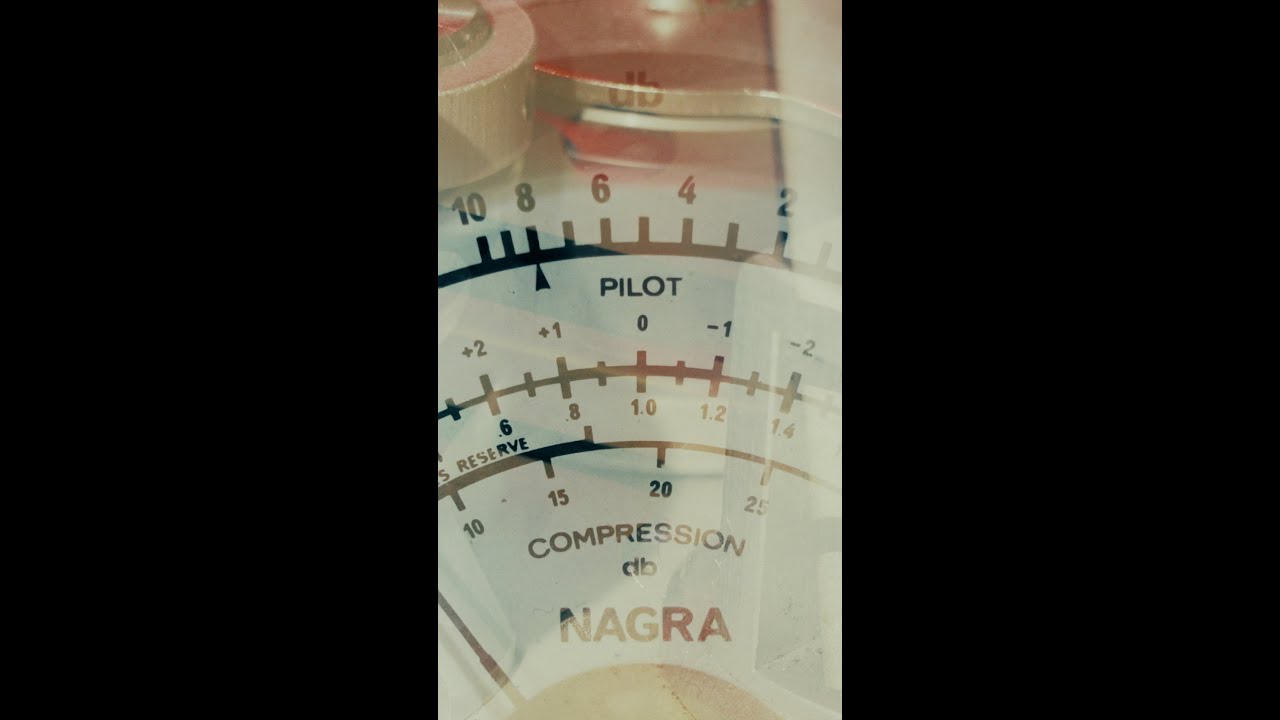 db
10 8 6 4 2
PILOT
+2 +1 0 -1 -2
.6 .8 1.0 1.2 1.4
RESERVE
10 15 20 25
COMPRESSION
db
NAGRA